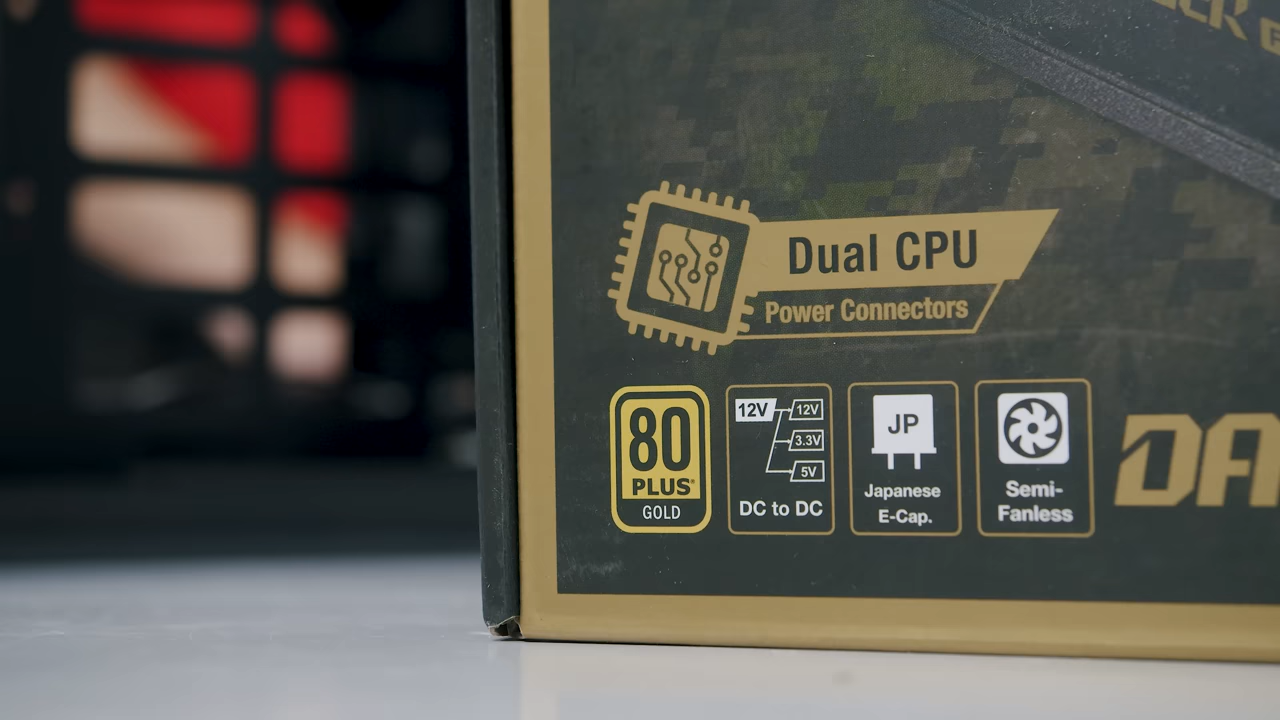 Dual CPU
Power Connectors
80
PLUS®
GOLD
12V
12V
3.3V
5V
DC to DC
JP
Japanese
E-Cap.
Semi-
Fanless
DA